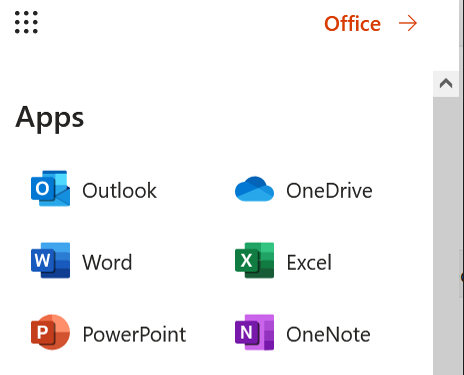 Office →
Apps
Outlook OneDrive
Word Excel
PowerPoint OneNote